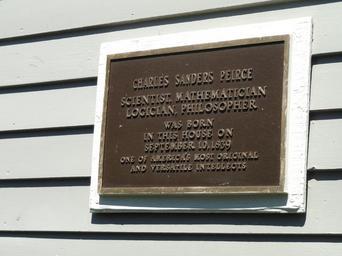 CHARLES SANDERS PEIRCE
SCIENTIST, MATHEMATICIAN
LOGICIAN, PHILOSOPHER
WAS BORN
IN THIS HOUSE ON
SEPTEMBER 10, 1839
ONE OF AMERICA'S MOST ORIGINAL
AND VERSATILE INTELLECTS